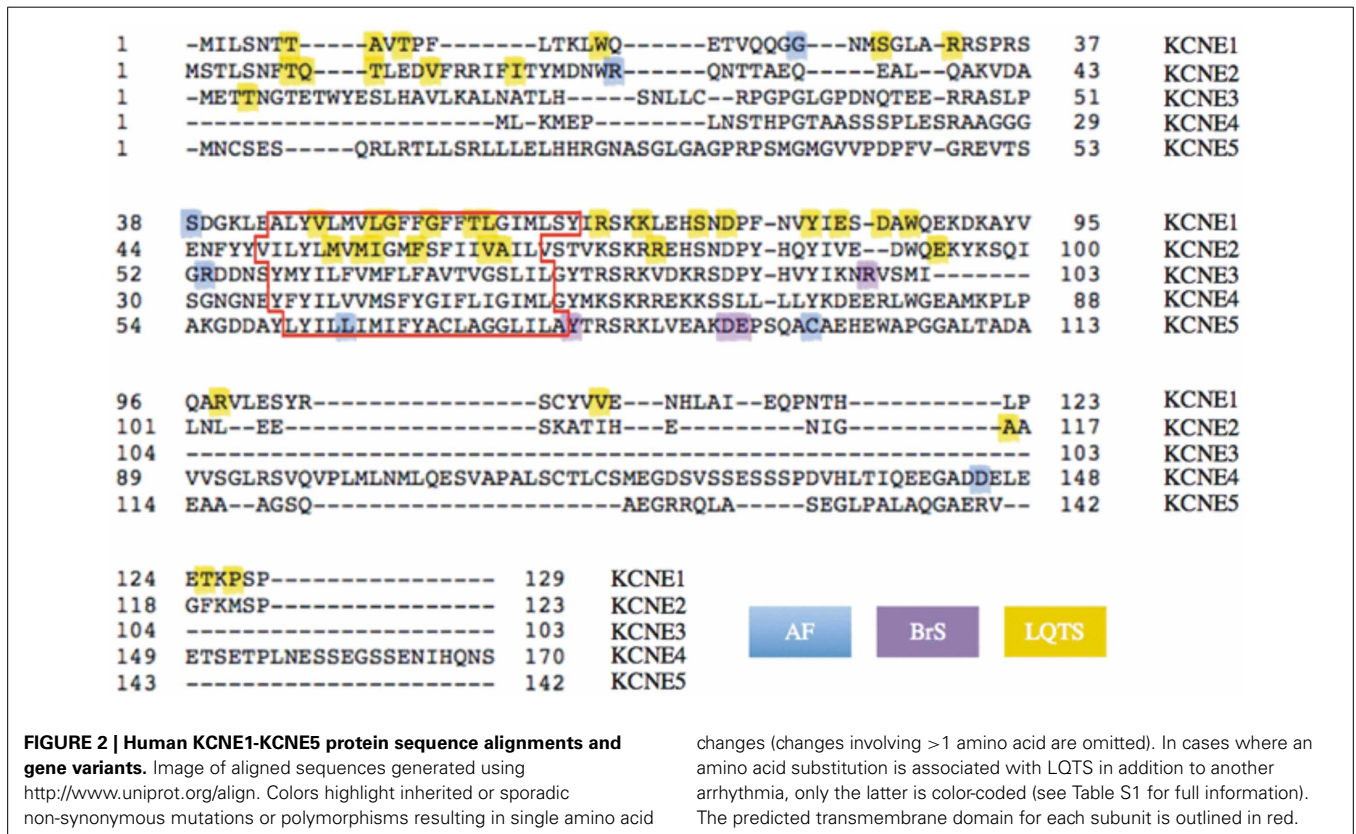 1 -MILSNTT-----AVTPF-------LTKLWQ------ETVQQGG---NMSGLA-RRSPRS 37 KCNE1
1 MSTLSNFTQ----TLEDVFRRIFITYMDNWR------QNTTAEQ-----EAL--QAKVDA 43 KCNE2
1 -METTNGTETWYESLHAVLKALNATLH-----SNLLC--RPGPGLGPDNQTEE-RRASLP 51 KCNE3
1 ----------------------ML-KMEP------LNSTHPGTAASSSPLESRAAGGG 29 KCNE4
1 -MNCSES-----QRLRTLLSRLLLELHHRGNASGLGAGPRPSMGMGVVPDPFV-GREVTS 53 KCNE5
38 SDGKLEALYVLMVLGFFGFFTLGIMLSYIRSKKLEHSNDPF-NVYIES-DAWQEKDKAYV 95 KCNE1
44 ENFYYVILYLMVMIGMFSFIIVAILVSTVKSKRREHSNDPY-HQYIVE--DWQEKYKSQI 100 KCNE2
52 GRDDNSYMYILFVMFLFAVTVGSLILGYTRSRKVDKRSDPY-HVYIKNRVSMI------- 103 KCNE3
30 SGNGNEYFYILVVMSFYGIFLIGIMLGYMKSKRREKKSSLL-LLYKDEERLWGEAMKPLP 88 KCNE4
54 AKGDDAYLYILLIMIFYACLAGGLILAYTRSRKLVEAKDEPSQACAEHEWAPGGALTADA 113 KCNE5
96 QARVLESYR----------------SCYVVE---NHLAI--EQPNTH-----------LP 123 KCNE1
101 LNL--EE------------------SKATIH---E---------NIG-----------AA 117 KCNE2
104 ------------------------------------------------------------ 103 KCNE3
89 VVSGLRSVQVPLMLNMLQESVAPALSCTLCSMEGDSVSSESSSPDVHLTIQEEGADDELE 148 KCNE4
114 EAA--AGSQ----------------------AEGRRQLA-----SEGLPALAQGAERV-- 142 KCNE5
124 ETKPSP---------------- 129 KCNE1
118 GFKMSP---------------- 123 KCNE2
104 ---------------------- 103 KCNE3
149 ETSETPLNESSEGSSENIHQNS 170 KCNE4
143 ---------------------- 142 KCNE5
AF BrS LQTS
FIGURE 2 | Human KCNE1-KCNE5 protein sequence alignments and
gene variants. Image of aligned sequences generated using
http://www.uniprot.org/align. Colors highlight inherited or sporadic
non-synonymous mutations or polymorphisms resulting in single amino acid
changes (changes involving >1 amino acid are omitted). In cases where an
amino acid substitution is associated with LQTS in addition to another
arrhythmia, only the latter is color-coded (see Table S1 for full information).
The predicted transmembrane domain for each subunit is outlined in red.